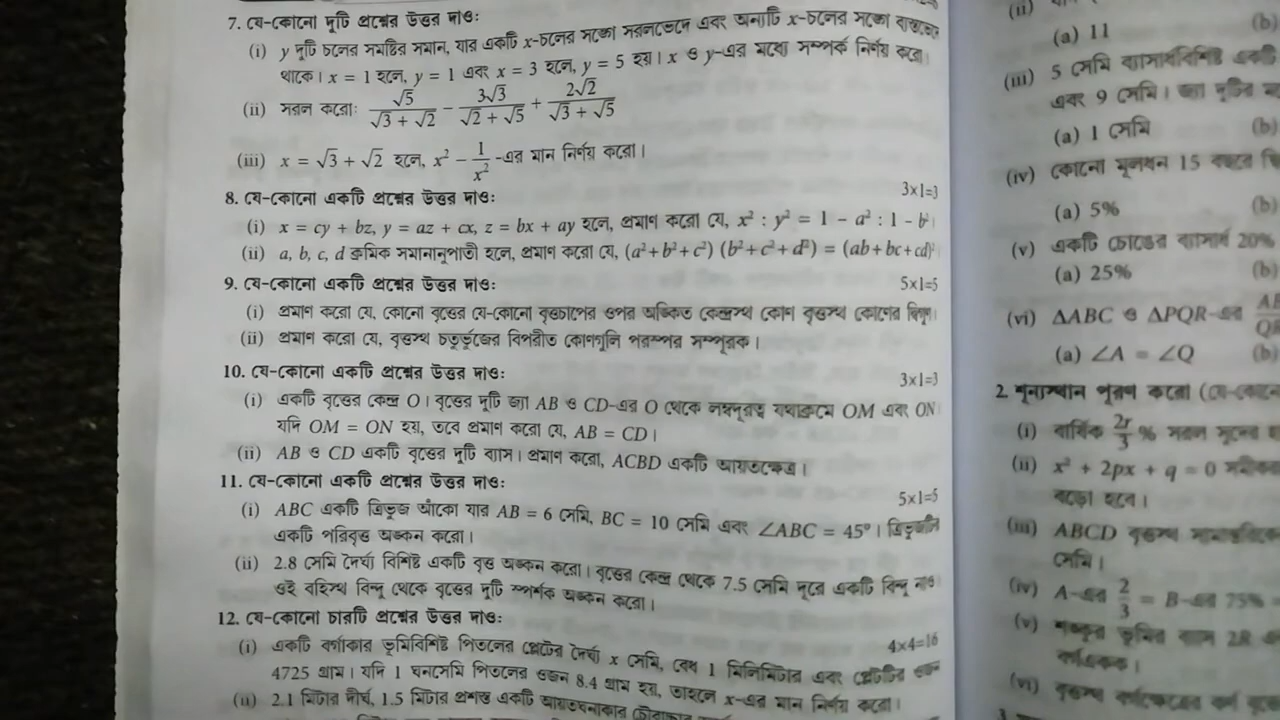 7. যে-কোনো দুটি প্রশ্নের উত্তর দাও:
(i) y দুটি চলের সমষ্টির সমান, যার একটি x-চলের সঙ্গে সরলভেদে এবং অন্যটি x-চলের সঙ্গে ব্যস্তভেদে
থাকে। x = 1 হলে, y = 1 এবং x = 3 হলে, y = 5 হয়। x ও y-এর মধ্যে সম্পর্ক নির্ণয় করো।
(ii) সরল করো: √5/(√3 + √2) − 3√3/(√2 + √5) + 2√2/(√3 + √5)
(iii) x = √3 + √2 হলে, x² − 1/x² -এর মান নির্ণয় করো।
8. যে-কোনো একটি প্রশ্নের উত্তর দাও: 3×1=3
(i) x = cy + bz, y = az + cx, z = bx + ay হলে, প্রমাণ করো যে, x² : y² = 1 − a² : 1 − b²।
(ii) a, b, c, d ক্রমিক সমানানুপাতী হলে, প্রমাণ করো যে, (a²+b²+c²) (b²+c²+d²) = (ab+bc+cd)²
9. যে-কোনো একটি প্রশ্নের উত্তর দাও: 5×1=5
(i) প্রমাণ করো যে, কোনো বৃত্তের যে-কোনো বৃত্তচাপের ওপর অঙ্কিত কেন্দ্রস্থ কোণ বৃত্তস্থ কোণের দ্বিগুণ।
(ii) প্রমাণ করো যে, বৃত্তস্থ চতুর্ভুজের বিপরীত কোণগুলি পরস্পর সম্পূরক।
10. যে-কোনো একটি প্রশ্নের উত্তর দাও: 3×1=3
(i) একটি বৃত্তের কেন্দ্র O। বৃত্তের দুটি জ্যা AB ও CD-এর O থেকে লম্বদূরত্ব যথাক্রমে OM এবং ON
যদি OM = ON হয়, তবে প্রমাণ করো যে, AB = CD।
(ii) AB ও CD একটি বৃত্তের দুটি ব্যাস। প্রমাণ করো, ACBD একটি আয়তক্ষেত্র।
11. যে-কোনো একটি প্রশ্নের উত্তর দাও: 5×1=5
(i) ABC একটি ত্রিভুজ আঁকো যার AB = 6 সেমি, BC = 10 সেমি এবং ∠ABC = 45°। ত্রিভুজটির
একটি পরিবৃত্ত অঙ্কন করো।
(ii) 2.8 সেমি দৈর্ঘ্য বিশিষ্ট একটি বৃত্ত অঙ্কন করো। বৃত্তের কেন্দ্র থেকে 7.5 সেমি দূরে একটি বিন্দু নাও।
ওই বহিস্থ বিন্দু থেকে বৃত্তের দুটি স্পর্শক অঙ্কন করো।
12. যে-কোনো চারটি প্রশ্নের উত্তর দাও: 4×4=16
(i) একটি বর্গাকার ভূমিবিশিষ্ট পিতলের প্লেটের দৈর্ঘ্য x সেমি, বেধ 1 মিলিমিটার এবং প্লেটটির ওজন
4725 গ্রাম। যদি 1 ঘনসেমি পিতলের ওজন 8.4 গ্রাম হয়, তাহলে x-এর মান নির্ণয় করো।
(ii) 2.1 মিটার দীর্ঘ, 1.5 মিটার প্রশস্ত একটি আয়তঘনাকার
(ii)
(a) 11 (b)
(iii) 5 সেমি ব্যাসার্ধবিশিষ্ট একটি
এবং 9 সেমি। জ্যা দুটির
(a) 1 সেমি (b)
(iv) কোনো মূলধন 15 বছরে
(a) 5% (b)
(v) একটি চোঙের ব্যাসার্ধ 20%
(a) 25% (b)
(vi) ΔABC ও ΔPQR-এর
(a) ∠A = ∠Q (b)
2. শূন্যস্থান পূরণ করো (যে-কোনো
(i) বার্ষিক 2r/3 % সরল সুদের
(ii) x² + 2px + q = 0
বড়ো হবে।
(iii) ABCD বৃত্তস্থ
সেমি।
(iv) A-এর 2/3 = B-এর 75%
(v) ভূমির ব্যাস 2R
বর্গএকক।
(vi) বৃত্তস্থ